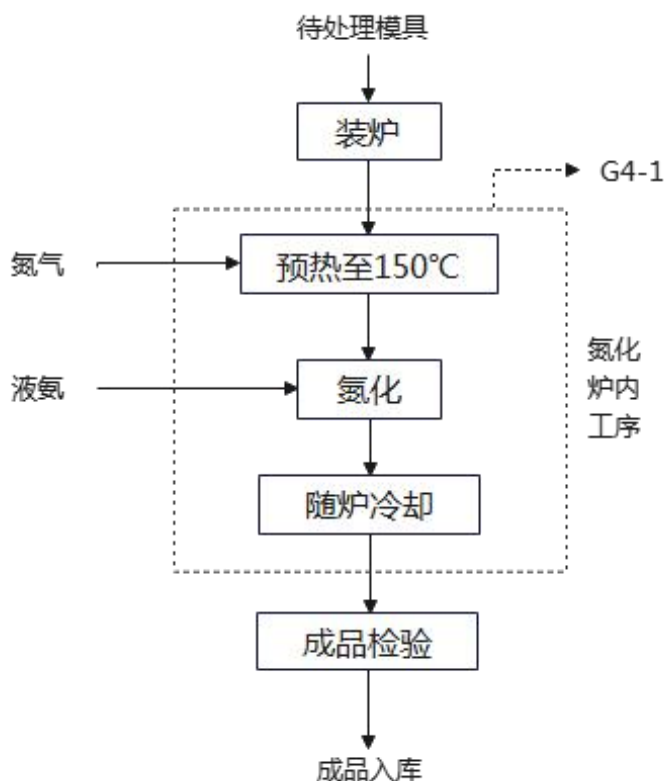 待处理模具
装炉
G4-1
氮气
预热至150℃
液氨
氮化
氮化
炉内
工序
随炉冷却
成品检验
成品入库